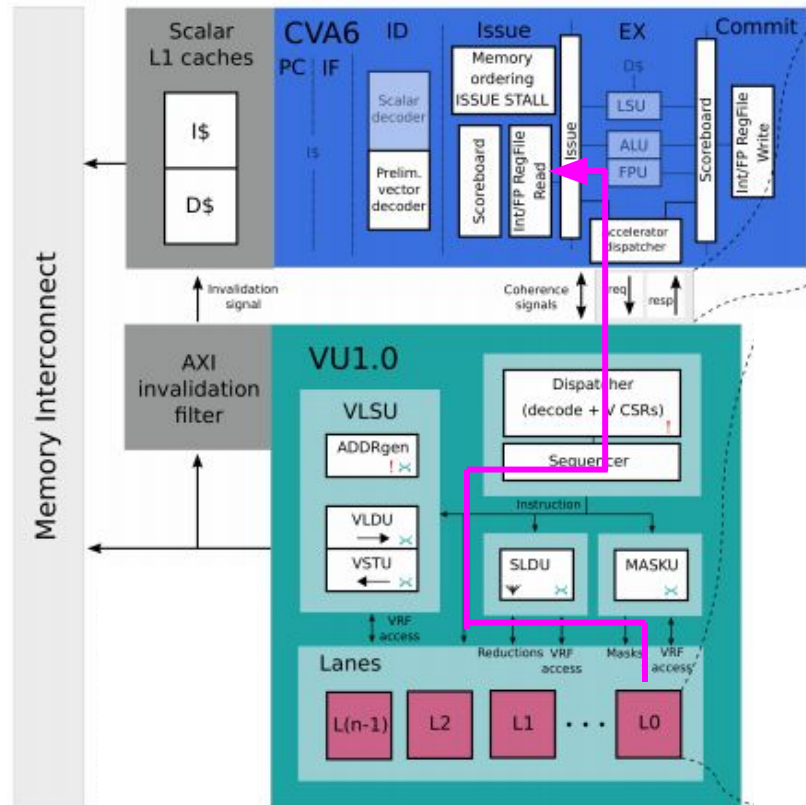 Memory Interconnect
Scalar
L1 caches
I$
D$
CVA6
PC
IF
ID
Issue
EX
Commit
I$
Scalar
decoder
Prelim.
vector
decoder
Memory
ordering
ISSUE STALL
Scoreboard
Int/FP RegFile
Read
Issue
D$
LSU
ALU
FPU
Accelerator
dispatcher
Scoreboard
Int/FP RegFile
Write
Invalidation
signal
Coherence
signals
req
resp
AXI
invalidation
filter
VU1.0
VLSU
ADDRgen
!
VLDU
VSTU
Dispatcher
(decode + V CSRs)
!
Sequencer
Instruction
SLDU
MASKU
VRF
access
Reductions
VRF
access
Masks
VRF
access
Lanes
L(n-1)
L2
L1
• • •
L0